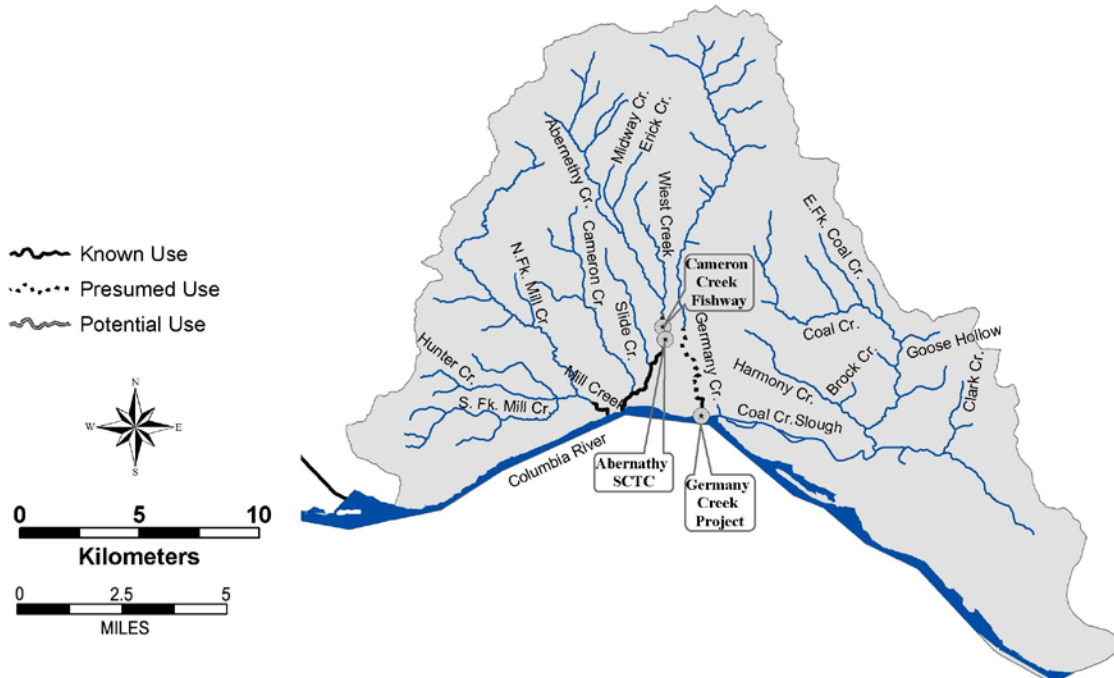 Known Use
Presumed Use
Potential Use
N
W
E
S
0
5
10
Kilometers
0
2.5
5
MILES
Abernethy Cr.
Midway Cr.
Erick Cr.
Wiest Creek
Cameron Cr.
N.Fk. Mill Cr.
Slide Cr.
Hunter Cr.
S. Fk. Mill Cr.
Mill Creek
Columbia River
Cameron
Creek
Fishway
Germany Cr.
Abernathy
SCTC
Germany
Creek
Project
E.Fk. Coal Cr.
Coal Cr.
Goose Hollow
Harmony Cr.
Brock Cr.
Clark Cr.
Coal Cr.Slough